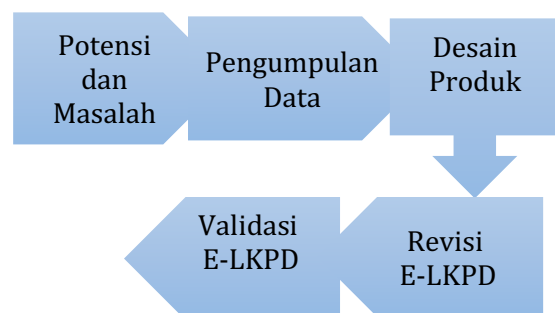 Potensi
dan
Masalah
Pengumpulan
Data
Desain
Produk
Revisi
E-LKPD
Validasi
E-LKPD